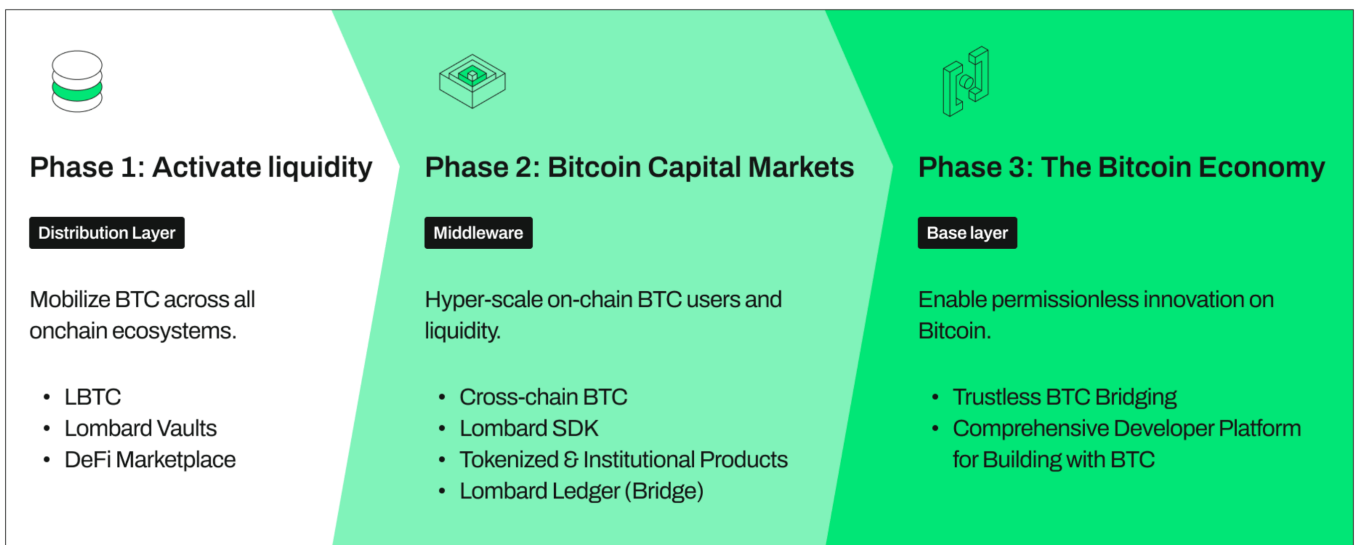 Phase 1: Activate liquidity
Distribution Layer
Mobilize BTC across all
onchain ecosystems.
• LBTC
• Lombard Vaults
• DeFi Marketplace
Phase 2: Bitcoin Capital Markets
Middleware
Hyper-scale on-chain BTC users and
liquidity.
• Cross-chain BTC
• Lombard SDK
• Tokenized & Institutional Products
• Lombard Ledger (Bridge)
Phase 3: The Bitcoin Economy
Base layer
Enable permissionless innovation on
Bitcoin.
• Trustless BTC Bridging
• Comprehensive Developer Platform
for Building with BTC